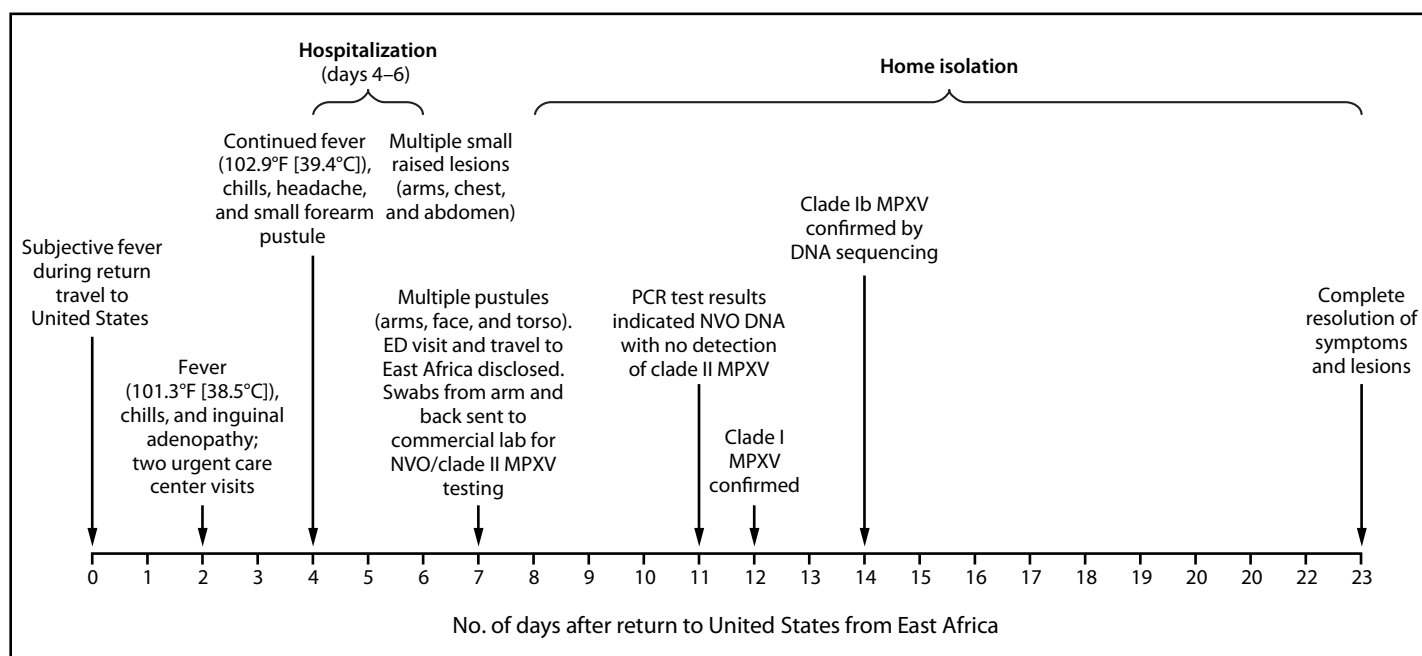 Hospitalization
(days 4–6)
Home isolation
Continued fever
(102.9°F [39.4°C]),
chills, headache,
and small forearm
pustule
Multiple small
raised lesions
(arms, chest,
and abdomen)
Clade Ib MPXV
confirmed by
DNA sequencing
Subjective fever
during return
travel to
United States
Multiple pustules
(arms, face, and torso).
ED visit and travel to
East Africa disclosed.
Swabs from arm and
back sent to
commercial lab for
NVO/clade II MPXV
testing
PCR test results
indicated NVO DNA
with no detection
of clade II MPXV
Complete
resolution of
symptoms
and lesions
Fever
(101.3°F [38.5°C]),
chills, and inguinal
adenopathy;
two urgent care
center visits
Clade I
MPXV
confirmed
0 1 2 3 4 5 6 7 8 9 10 11 12 13 14 15 16 17 18 19 20 20 22 23
No. of days after return to United States from East Africa